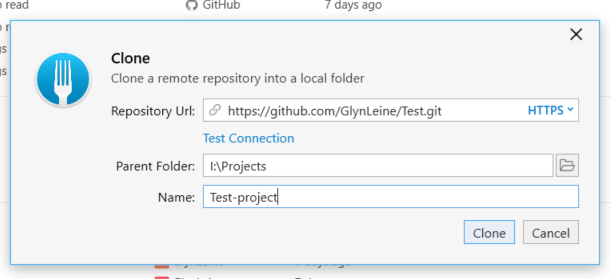 read
GitHub
7 days ago
Clone
Clone a remote repository into a local folder
Repository Url:
https://github.com/GlynLeine/Test.git
HTTPS
Test Connection
Parent Folder:
I:\Projects
Name:
Test-project
Clone
Cancel